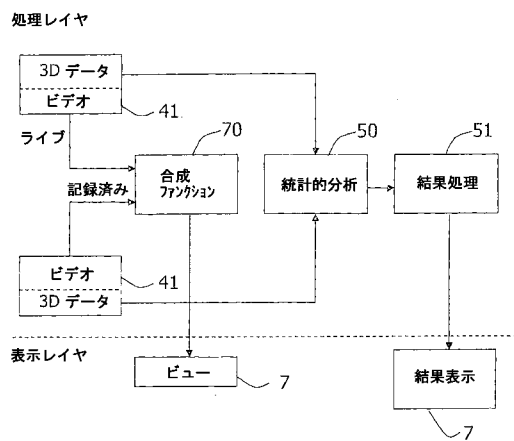 処理レイヤ
3D データ
ビデオ
41
ライブ
70
合成
ファンクション
50
統計的分析
51
結果処理
記録済み
ビデオ
41
3D データ
表示レイヤ
ビュー
7
結果表示
7